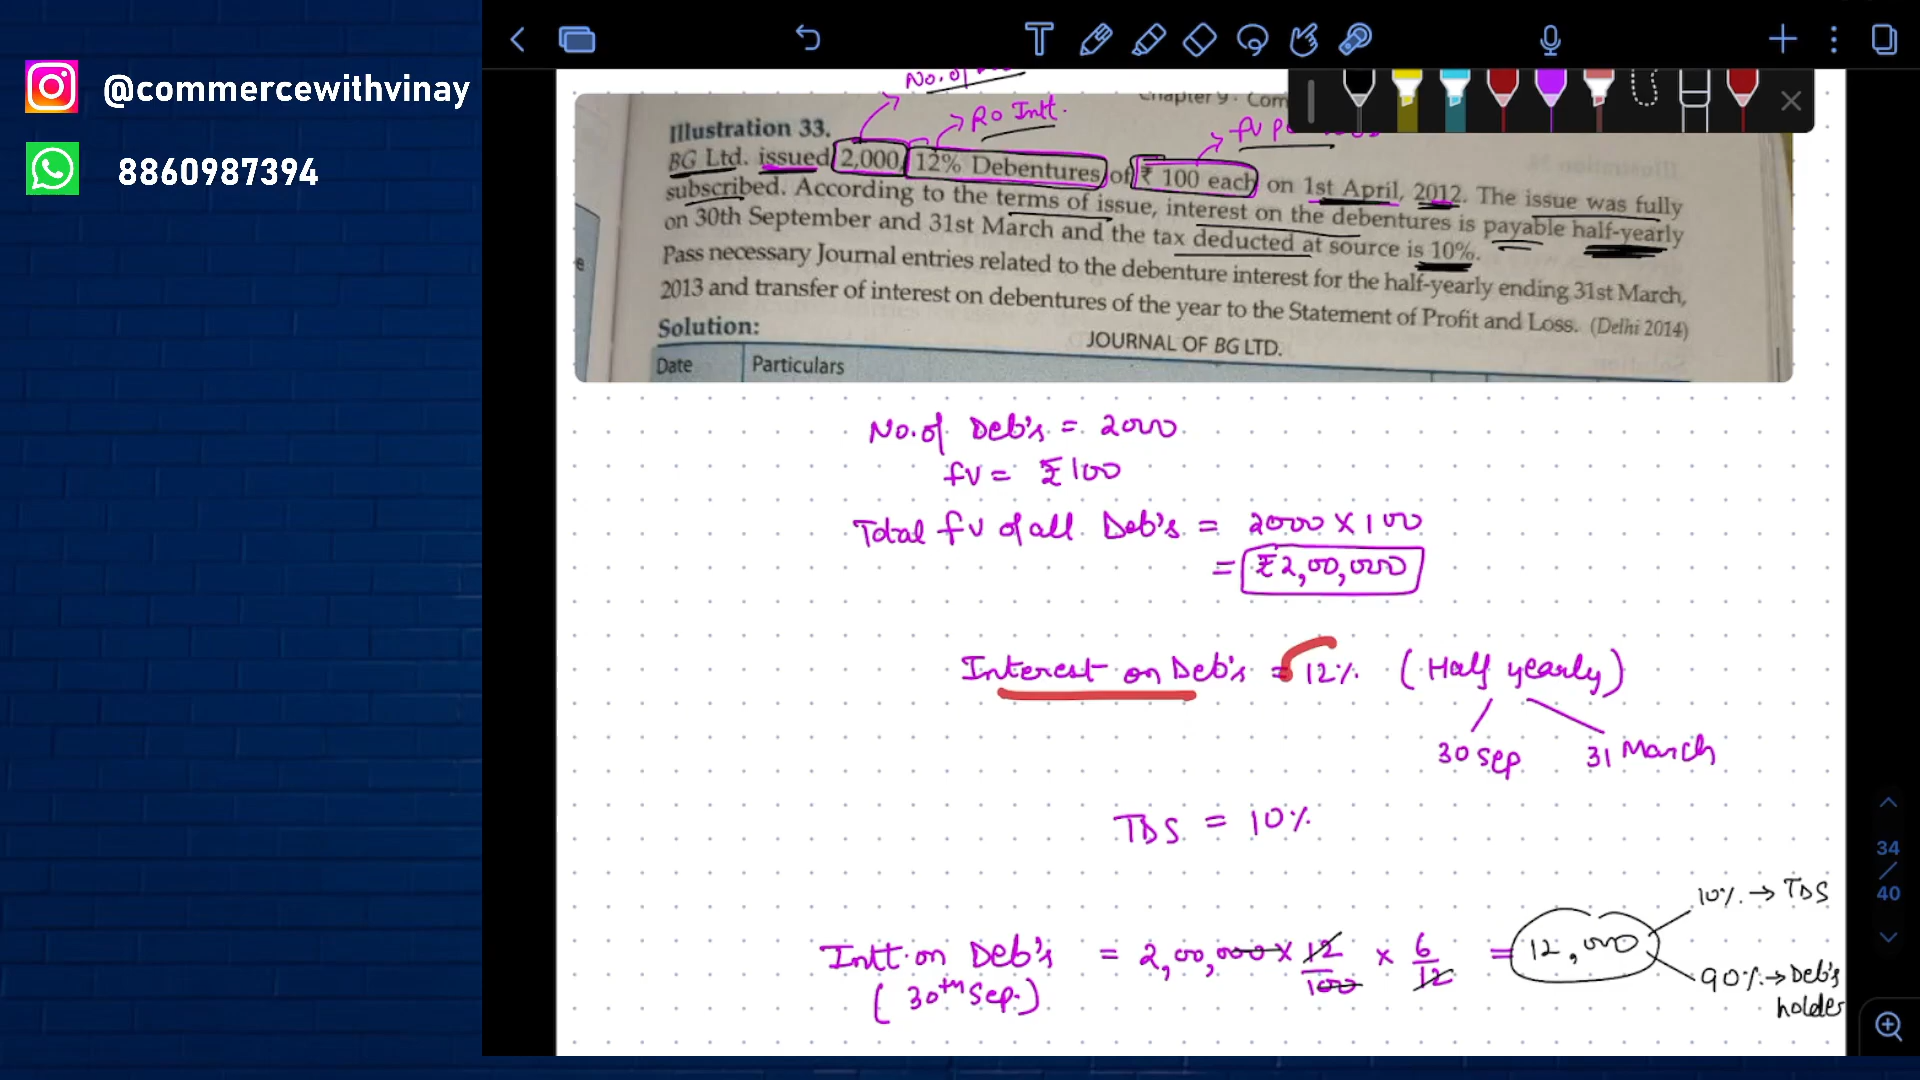 @commercewithvinay
8860987394
No. of
Ro Intt.
fv
Chapter 9 · Com
Illustration 33.
BG Ltd. issued 2,000, 12% Debentures of ₹ 100 each on 1st April, 2012. The issue was fully
subscribed. According to the terms of issue, interest on the debentures is payable half-yearly
on 30th September and 31st March and the tax deducted at source is 10%.
Pass necessary Journal entries related to the debenture interest for the half-yearly ending 31st March,
2013 and transfer of interest on debentures of the year to the Statement of Profit and Loss. (Delhi 2014)
Solution:
JOURNAL OF BG LTD.
Date Particulars
No. of Deb's = 2000
fv = ₹100
Total fv of all Deb's = 2000 × 100
= ₹2,00,000
Interest on Deb's = 12% (Half yearly)
30 Sep 31 March
TDS = 10%
10% → TDS
Intt. on Deb's = 2,00,000 × 12/100 × 6/12 = 12,000
(30th Sep.)
90% → Deb's
holder
34
/
40